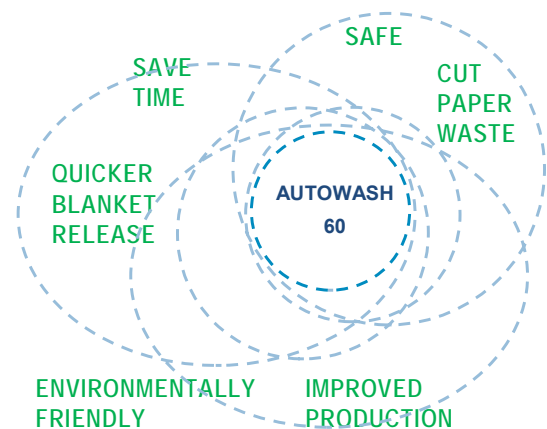 SAFE
SAVE
TIME
CUT
PAPER
WASTE
QUICKER
BLANKET
RELEASE
AUTOWASH
60
ENVIRONMENTALLY
FRIENDLY
IMPROVED
PRODUCTION